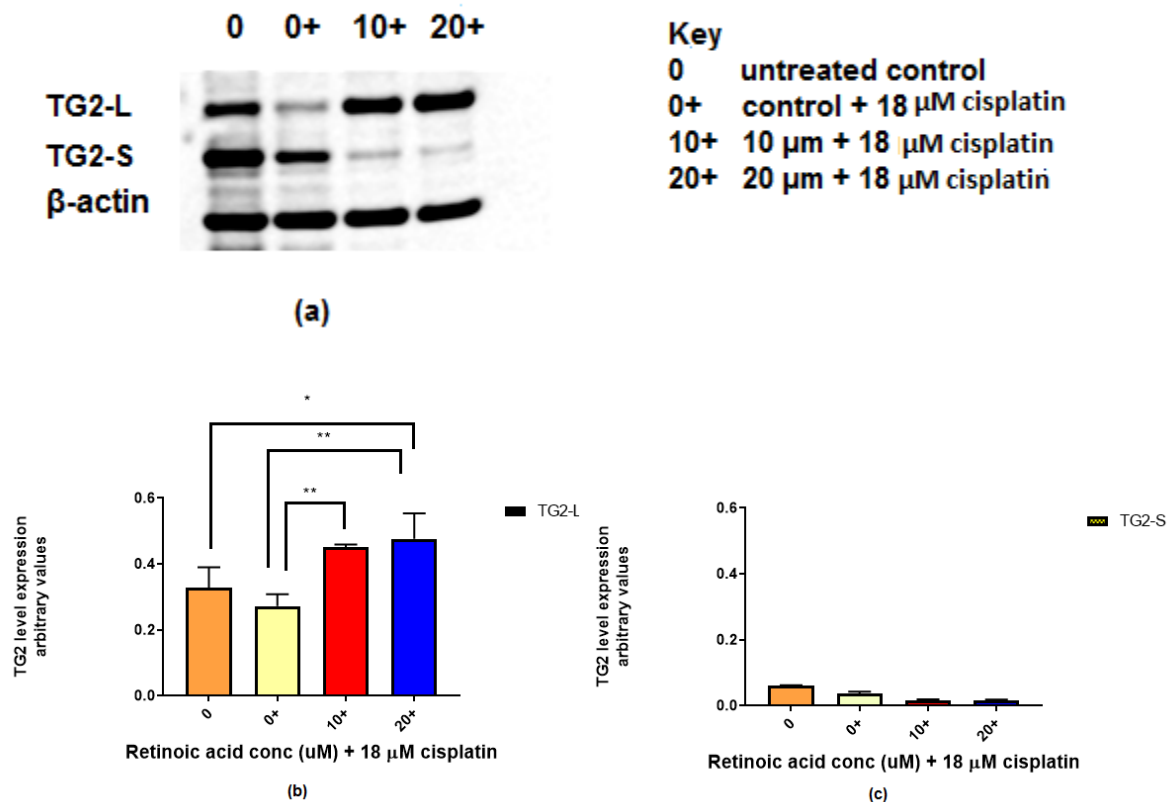 0 0+ 10+ 20+
TG2-L
TG2-S
β-actin
(a)
Key
0 untreated control
0+ control + 18 μM cisplatin
10+ 10 μm + 18 μM cisplatin
20+ 20 μm + 18 μM cisplatin
*
**
**
TG2-L
TG2 level expression
arbitrary values
0.6
0.4
0.2
0.0
0 0+ 10+ 20+
Retinoic acid conc (uM) + 18 μM cisplatin
(b)
TG2-S
TG2 level expression
arbitrary values
0.6
0.4
0.2
0.0
0 0+ 10+ 20+
Retinoic acid conc (uM) + 18 μM cisplatin
(c)